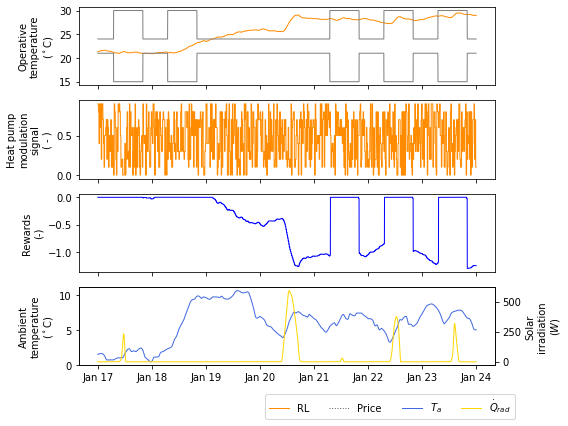 Operative
temperature
(°C)
30
25
20
15
Heat pump
modulation
signal
( - )
0.5
0.0
Rewards
(-)
0.0
−0.5
−1.0
Ambient
temperature
(°C)
10
5
0
Solar
irradiation
(W)
500
250
0
Jan 17 Jan 18 Jan 19 Jan 20 Jan 21 Jan 22 Jan 23 Jan 24
RL Price T_a Q̇_rad